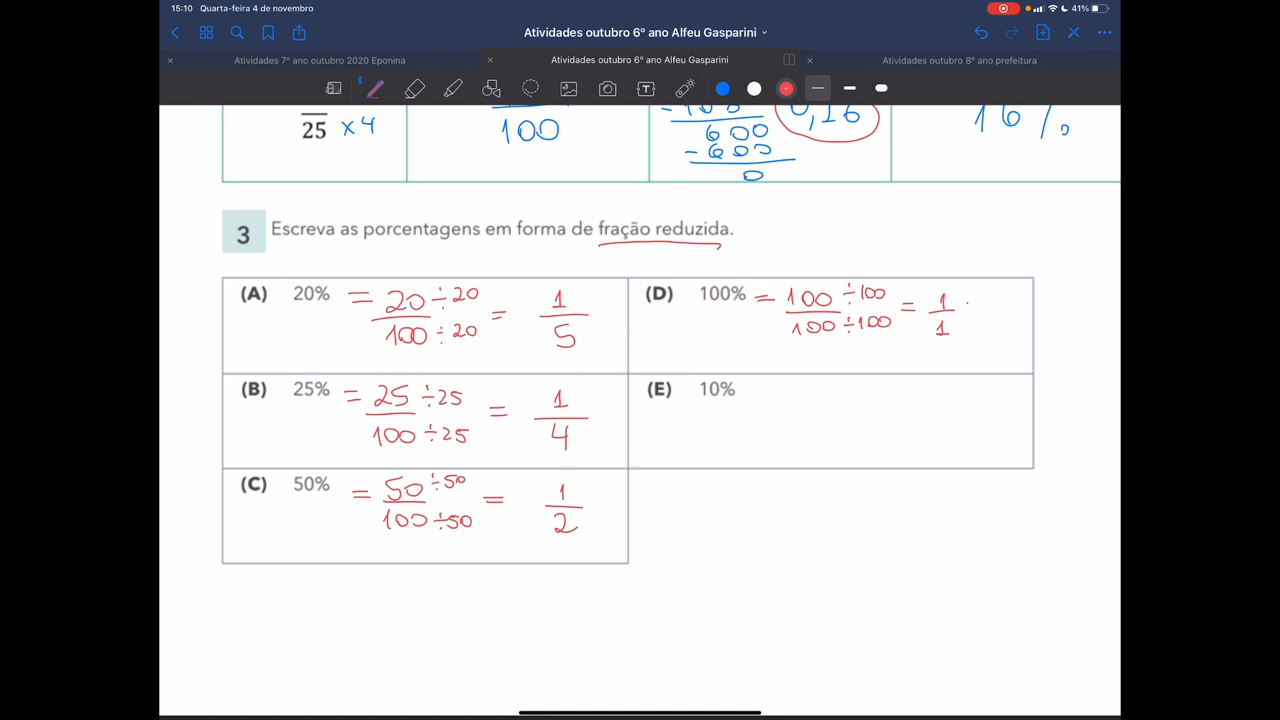 15:10 Quarta-feira 4 de novembro
41%
Atividades outubro 6º ano Alfeu Gasparini
Atividades 7º ano outubro 2020 Eponina
Atividades outubro 6º ano Alfeu Gasparini
Atividades 8º ano outubro prefeitura
25 x 4
100
600
- 600
0
0,16
16%
3 Escreva as porcentagens em forma de fração reduzida.
(A) 20% = 20 ÷20 / 100 ÷20 = 1/5
(D) 100% = 100 ÷100 / 100 ÷100 = 1/1
(B) 25% = 25 ÷25 / 100 ÷25 = 1/4
(E) 10%
(C) 50% = 50 ÷50 / 100 ÷50 = 1/2